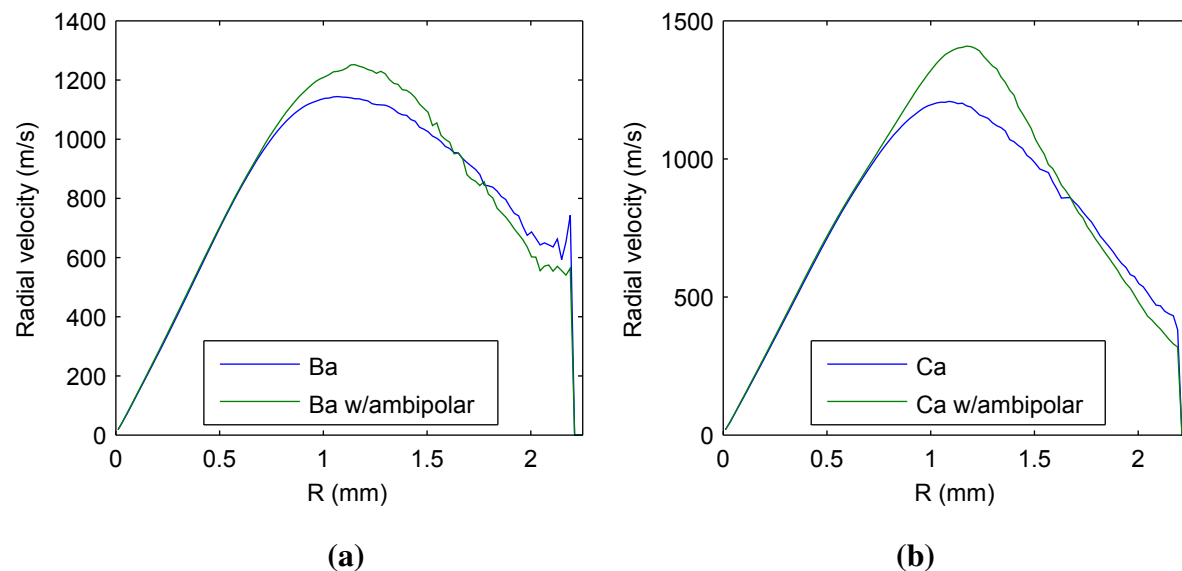 1400
1200
1000
800
600
400
200
0
Radial velocity (m/s)
Ba
Ba w/ambipolar
0 0.5 1 1.5 2
R (mm)
(a)
1500
1000
500
0
Radial velocity (m/s)
Ca
Ca w/ambipolar
0 0.5 1 1.5 2
R (mm)
(b)